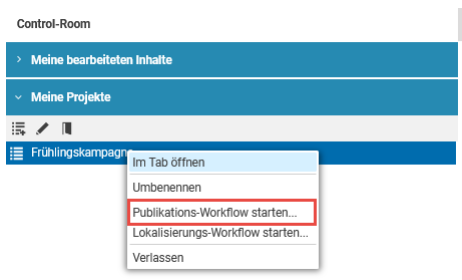 Control-Room
Meine bearbeiteten Inhalte
Meine Projekte
Frühlingskampagne
Im Tab öffnen
Umbenennen
Publikations-Workflow starten...
Lokalisierungs-Workflow starten...
Verlassen